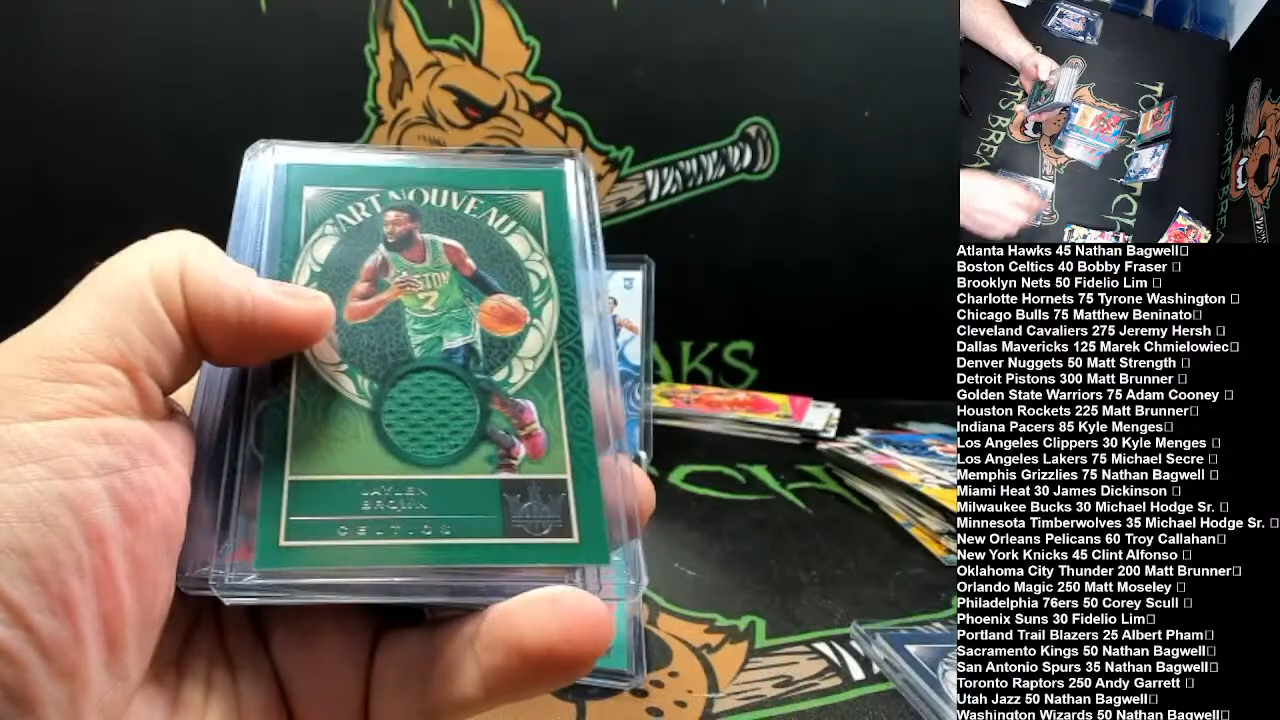 ART NOUVEAU
BOSTON
7
JAYLEN
BROWN
CELTICS
Atlanta Hawks 45 Nathan Bagwell
Boston Celtics 40 Bobby Fraser
Brooklyn Nets 50 Fidelio Lim
Charlotte Hornets 75 Tyrone Washington
Chicago Bulls 75 Matthew Beninato
Cleveland Cavaliers 275 Jeremy Hersh
Dallas Mavericks 125 Marek Chmielowiec
Denver Nuggets 50 Matt Strength
Detroit Pistons 300 Matt Brunner
Golden State Warriors 75 Adam Cooney
Houston Rockets 225 Matt Brunner
Indiana Pacers 85 Kyle Menges
Los Angeles Clippers 30 Kyle Menges
Los Angeles Lakers 75 Michael Secre
Memphis Grizzlies 75 Nathan Bagwell
Miami Heat 30 James Dickinson
Milwaukee Bucks 30 Michael Hodge Sr.
Minnesota Timberwolves 35 Michael Hodge Sr.
New Orleans Pelicans 60 Troy Callahan
New York Knicks 45 Clint Alfonso
Oklahoma City Thunder 200 Matt Brunner
Orlando Magic 250 Matt Moseley
Philadelphia 76ers 50 Corey Scull
Phoenix Suns 30 Fidelio Lim
Portland Trail Blazers 25 Albert Pham
Sacramento Kings 50 Nathan Bagwell
San Antonio Spurs 35 Nathan Bagwell
Toronto Raptors 250 Andy Garrett
Utah Jazz 50 Nathan Bagwell
Washington Wizards 50 Nathan Bagwell